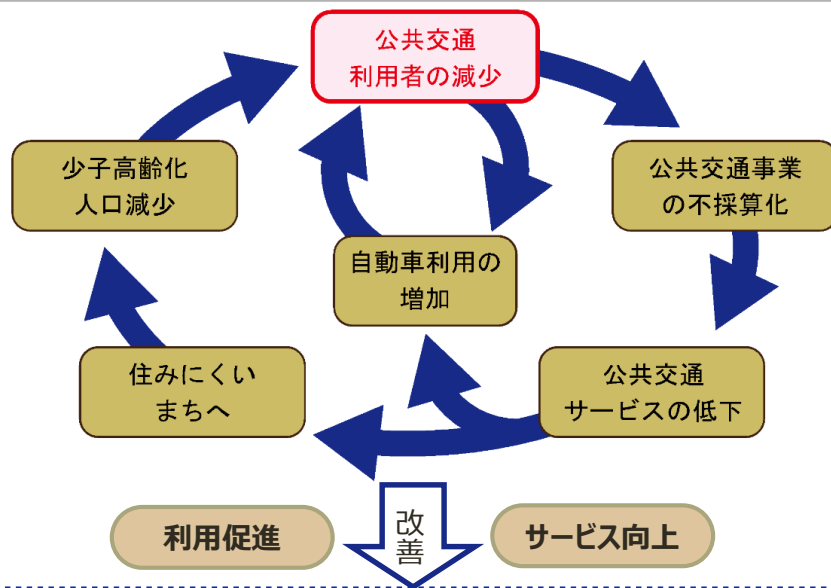 公共交通
利用者の減少
少子高齢化
人口減少
公共交通事業
の不採算化
自動車利用の
増加
住みにくい
まちへ
公共交通
サービスの低下
利用促進
改善
サービス向上